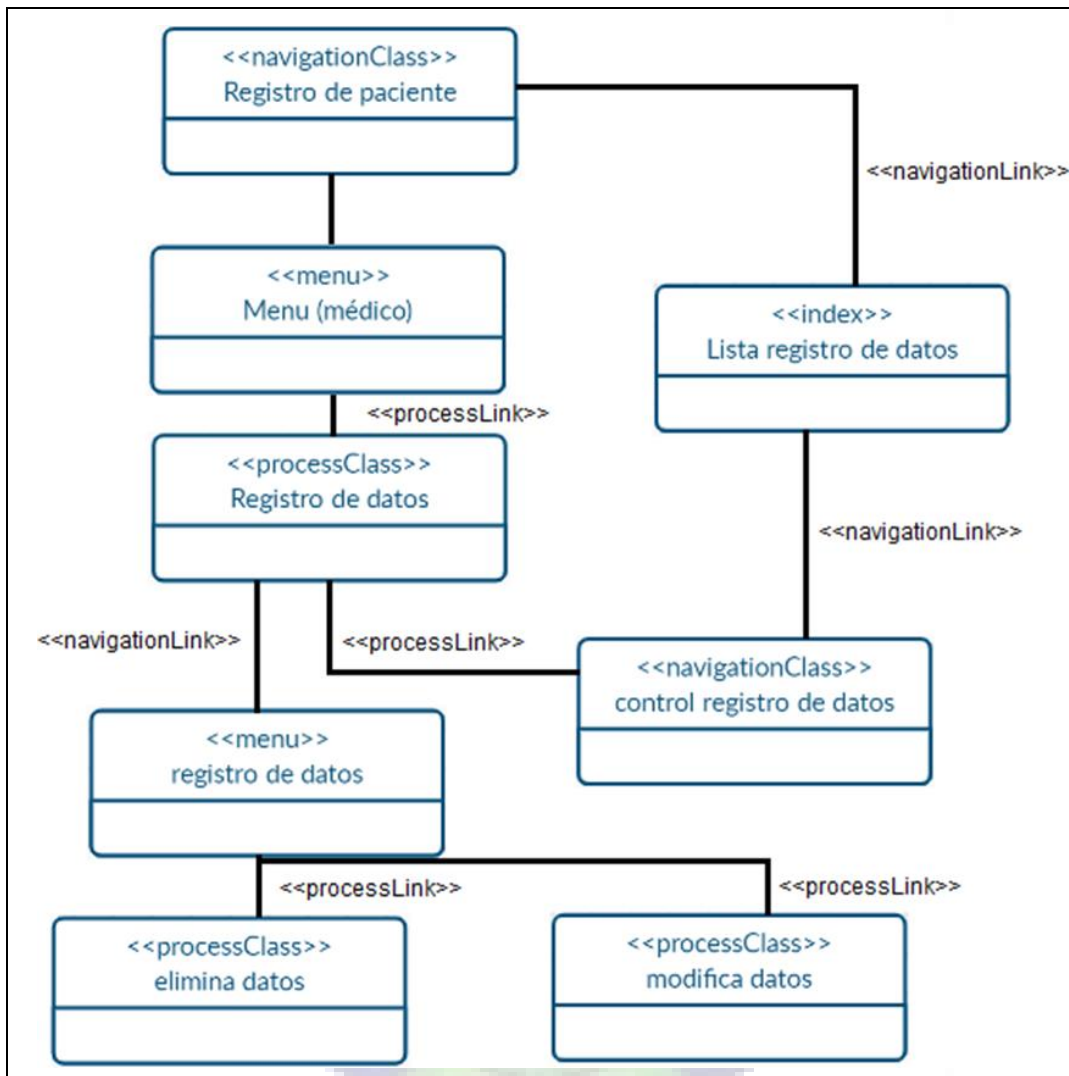 <<navigationClass>>
Registro de paciente
<<navigationLink>>
<<menu>>
Menu (médico)
<<index>>
Lista registro de datos
<<processLink>>
<<processClass>>
Registro de datos
<<navigationLink>>
<<navigationLink>>
<<processLink>>
<<navigationClass>>
control registro de datos
<<menu>>
registro de datos
<<processLink>>
<<processLink>>
<<processClass>>
elimina datos
<<processClass>>
modifica datos